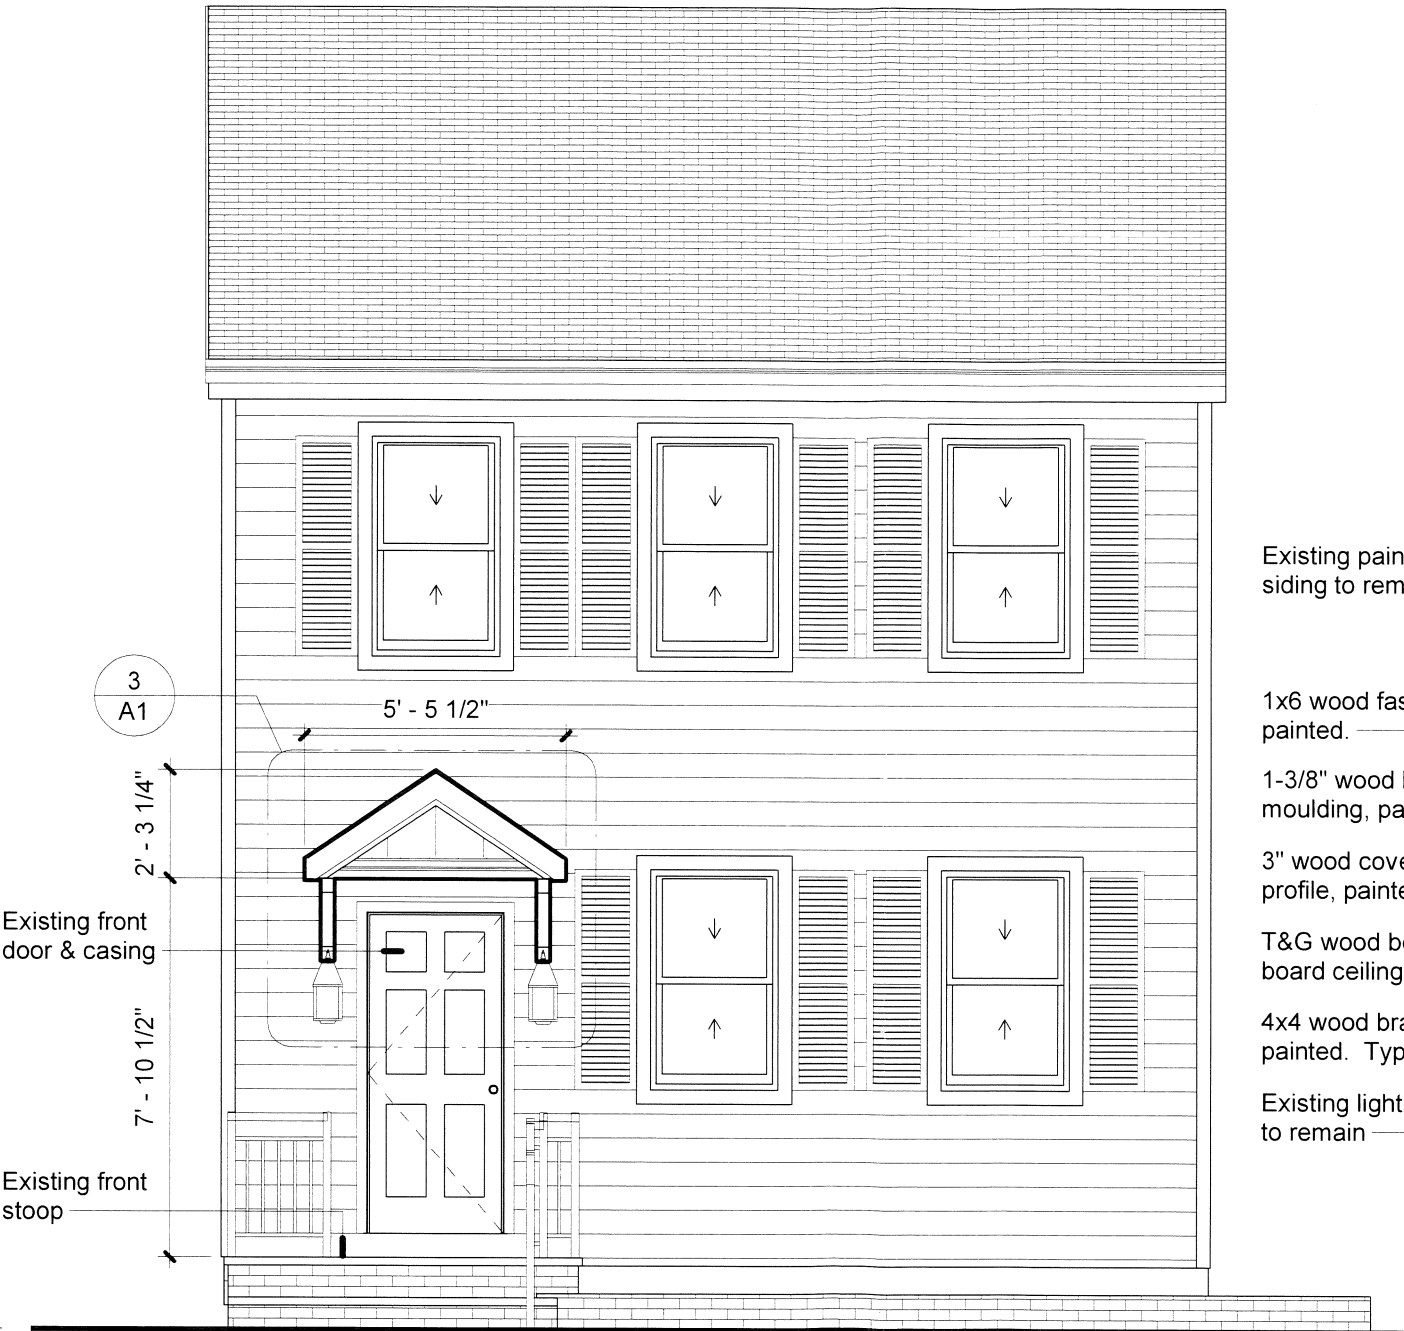 3
A1
5' - 5 1/2"
2' - 3 1/4"
Existing front
door & casing
7' - 10 1/2"
Existing front
stoop
Existing pain
siding to rem
1x6 wood fas
painted.
1-3/8" wood
moulding, pa
3" wood cove
profile, painte
T&G wood be
board ceiling
4x4 wood bra
painted. Typ
Existing light
to remain